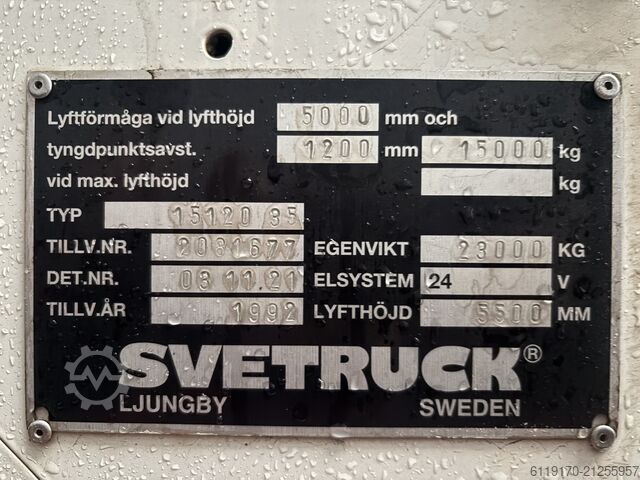 Lyftförmåga vid lyfthöjd 5000 mm och
tyngdpunktsavst. 1200 mm 15000 kg
vid max. lyfthöjd kg
TYP 15120 35
TILLV.NR. 2081677 EGENVIKT 23000 KG
DET.NR. 03 11 21 ELSYSTEM 24 V
TILLV.ÅR 1992 LYFTHÖJD 5500 MM
SVETRUCK®
LJUNGBY SWEDEN
6119170-21255957